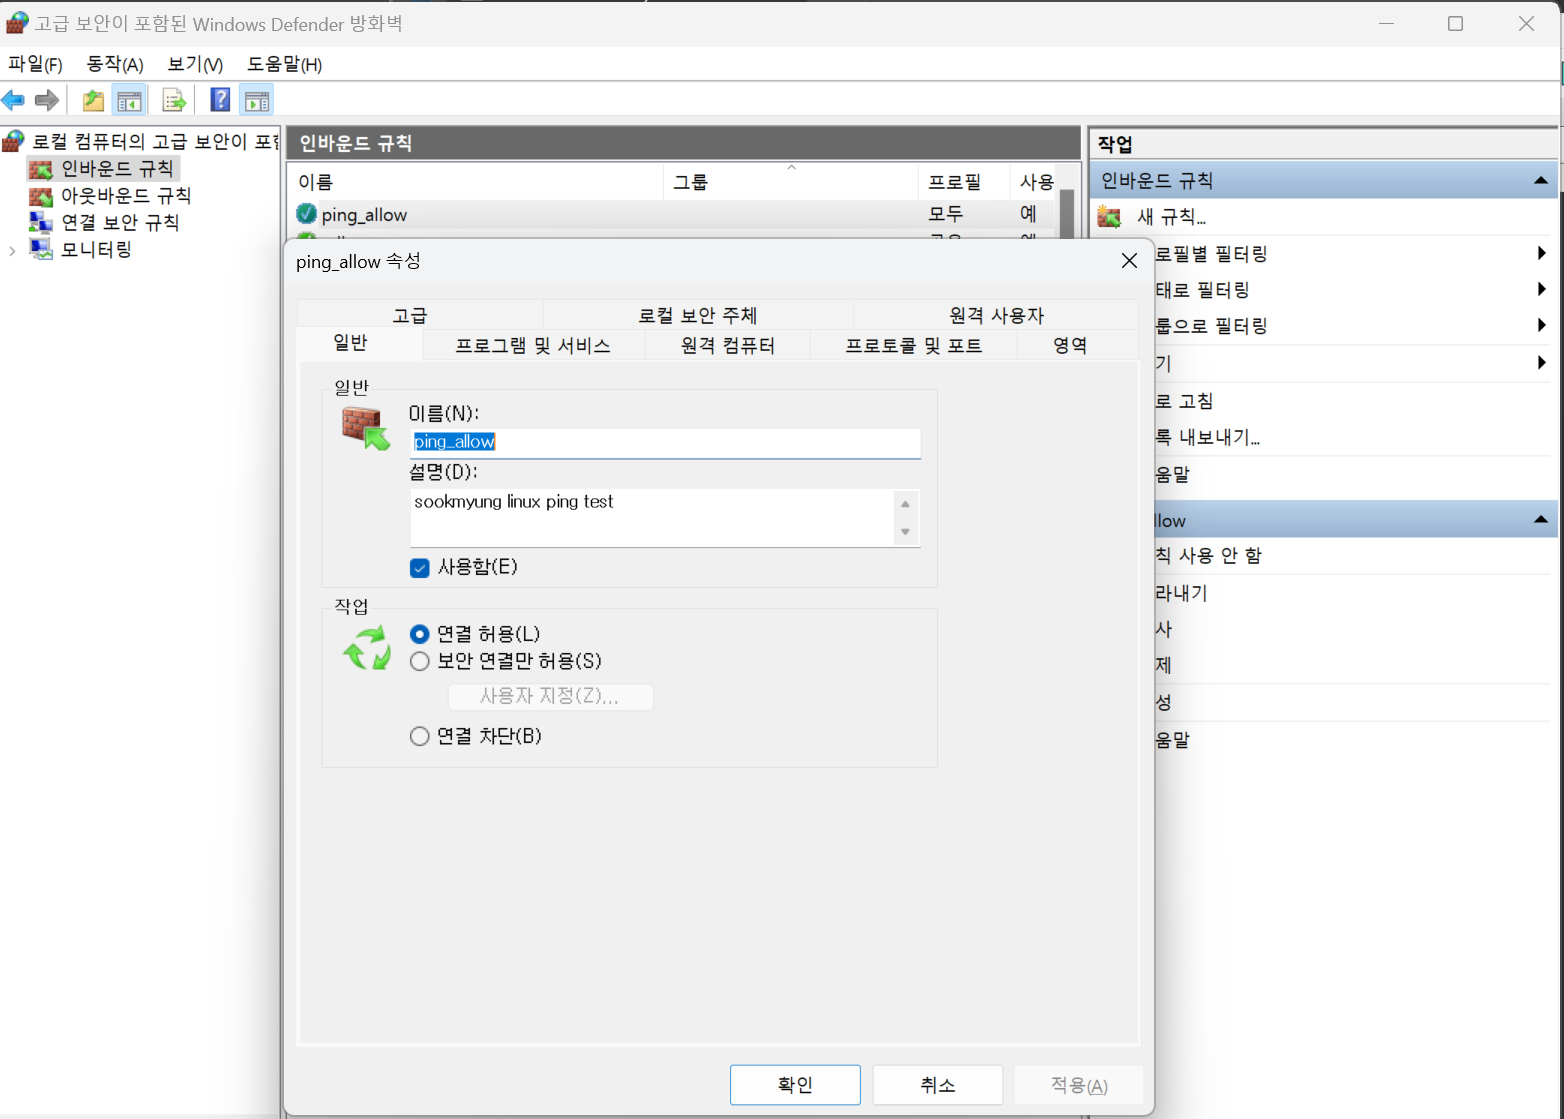 고급 보안이 포함된 Windows Defender 방화벽
파일(F) 동작(A) 보기(V) 도움말(H)
로컬 컴퓨터의 고급 보안이 포함
인바운드 규칙
아웃바운드 규칙
연결 보안 규칙
모니터링
인바운드 규칙
이름 그룹 프로필 사용
ping_allow 모두 예
ping_allow 속성
고급 로컬 보안 주체 원격 사용자
일반 프로그램 및 서비스 원격 컴퓨터 프로토콜 및 포트 영역
일반
이름(N):
ping_allow
설명(D):
sookmyung linux ping test
사용함(E)
작업
연결 허용(L)
보안 연결만 허용(S)
사용자 지정(Z)...
연결 차단(B)
확인 취소 적용(A)
작업
인바운드 규칙
새 규칙...
로필별 필터링
태로 필터링
룹으로 필터링
기
로 고침
록 내보내기...
움말
llow
칙 사용 안 함
라내기
사
제
성
움말